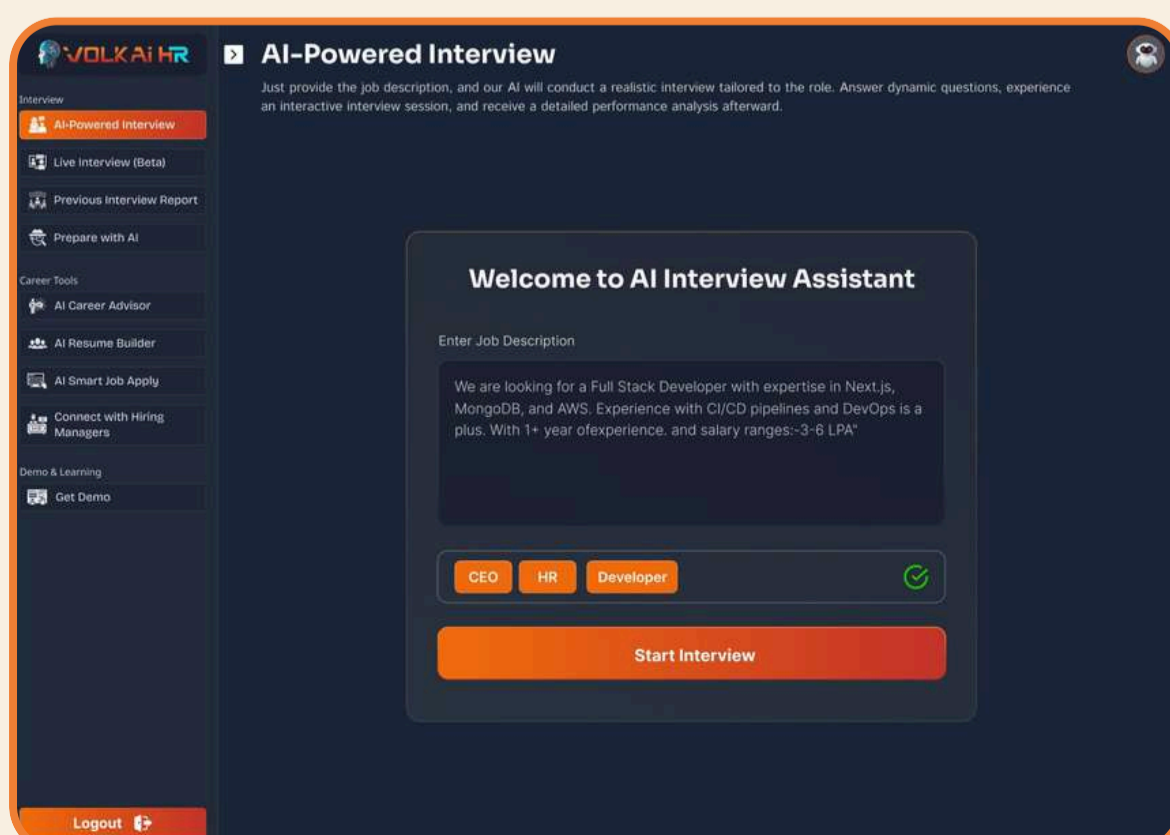 VOLKAi HR
Interview
AI-Powered Interview
Live Interview (Beta)
Previous Interview Report
Prepare with AI
Career Tools
AI Career Advisor
AI Resume Builder
AI Smart Job Apply
Connect with Hiring
Managers
Demo & Learning
Get Demo
Logout
AI-Powered Interview
Just provide the job description, and our AI will conduct a realistic interview tailored to the role. Answer dynamic questions, experience
an interactive interview session, and receive a detailed performance analysis afterward.
Welcome to AI Interview Assistant
Enter Job Description
We are looking for a Full Stack Developer with expertise in Next.js,
MongoDB, and AWS. Experience with CI/CD pipelines and DevOps is a
plus. With 1+ year ofexperience. and salary ranges:-3-6 LPA"
CEO HR Developer
Start Interview